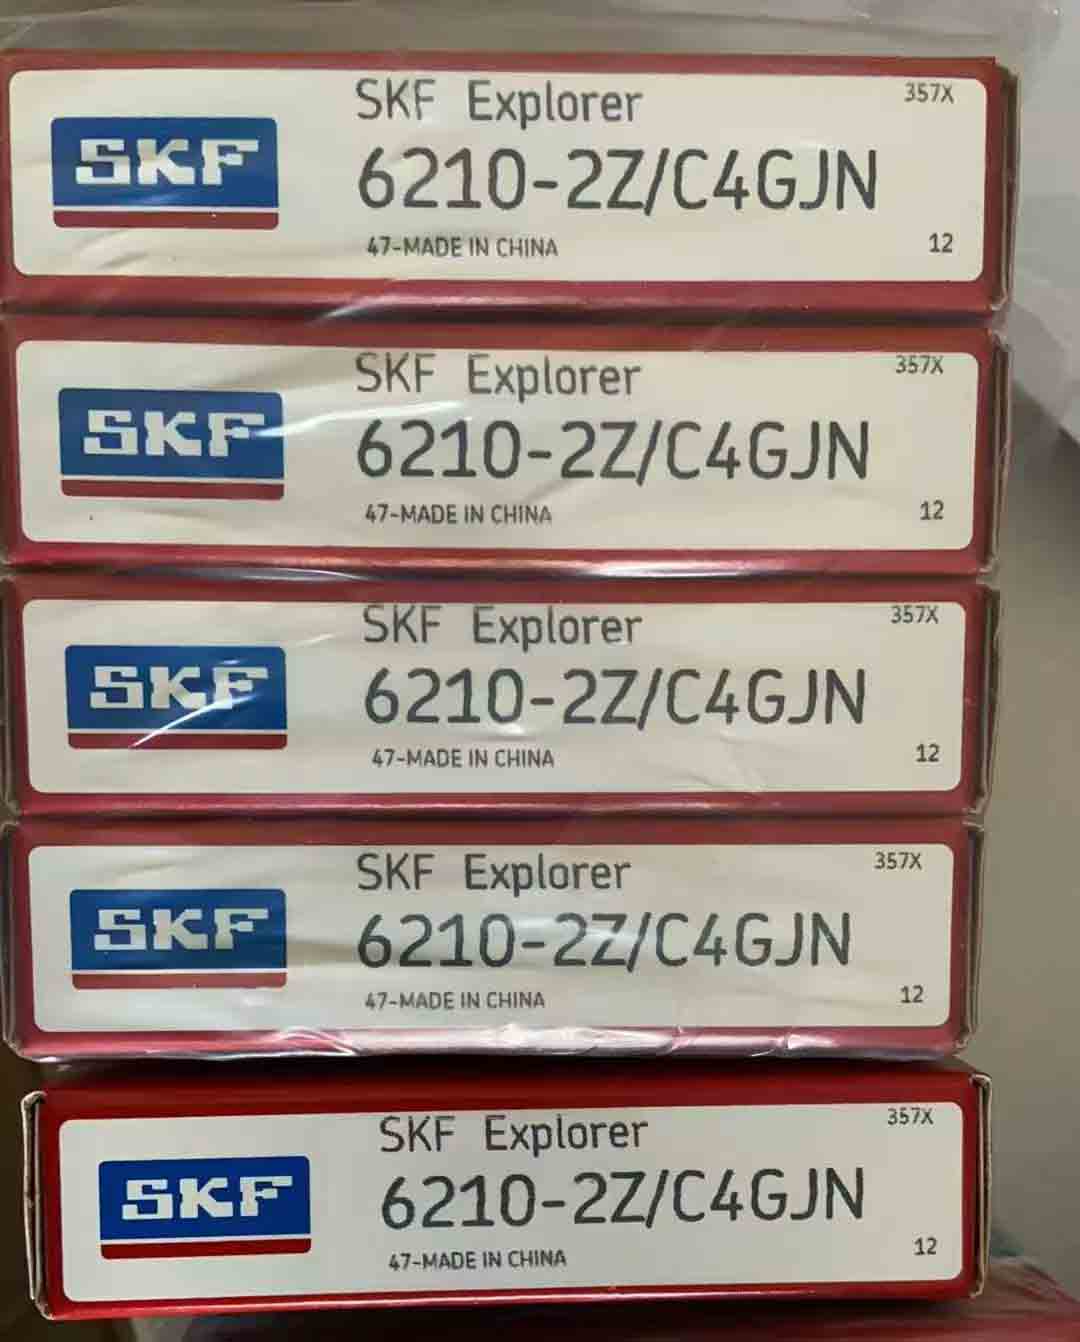 SKF
SKF Explorer
357X
6210-2Z/C4GJN
47-MADE IN CHINA
12
SKF
SKF Explorer
357X
6210-2Z/C4GJN
47-MADE IN CHINA
12
SKF
SKF Explorer
357X
6210-2Z/C4GJN
47-MADE IN CHINA
12
SKF
SKF Explorer
357X
6210-2Z/C4GJN
47-MADE IN CHINA
12
SKF
SKF Explorer
357X
6210-2Z/C4GJN
47-MADE IN CHINA
12